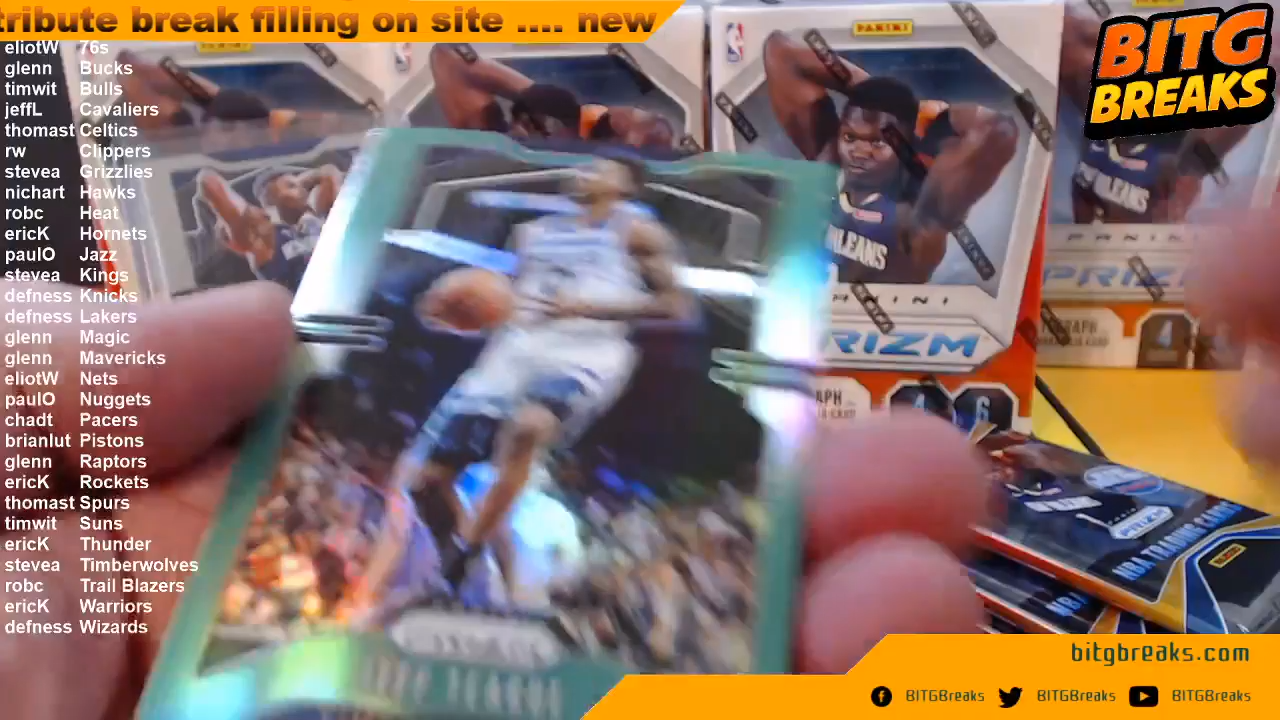 tribute break filling on site .... new
BITG
BREAKS
eliotW 76s
glenn Bucks
timwit Bulls
jeffL Cavaliers
thomast Celtics
rw Clippers
stevea Grizzlies
nichart Hawks
robc Heat
ericK Hornets
paulO Jazz
stevea Kings
defness Knicks
defness Lakers
glenn Magic
glenn Mavericks
eliotW Nets
paulO Nuggets
chadt Pacers
brianlut Pistons
glenn Raptors
ericK Rockets
thomast Spurs
timwit Suns
ericK Thunder
stevea Timberwolves
robc Trail Blazers
ericK Warriors
defness Wizards
PANINI
PRIZM
PANINI
PRIZM
NBA TRADING CARDS
PRIZM
bitgbreaks.com
BITGBreaks
BITGBreaks
BITGBreaks